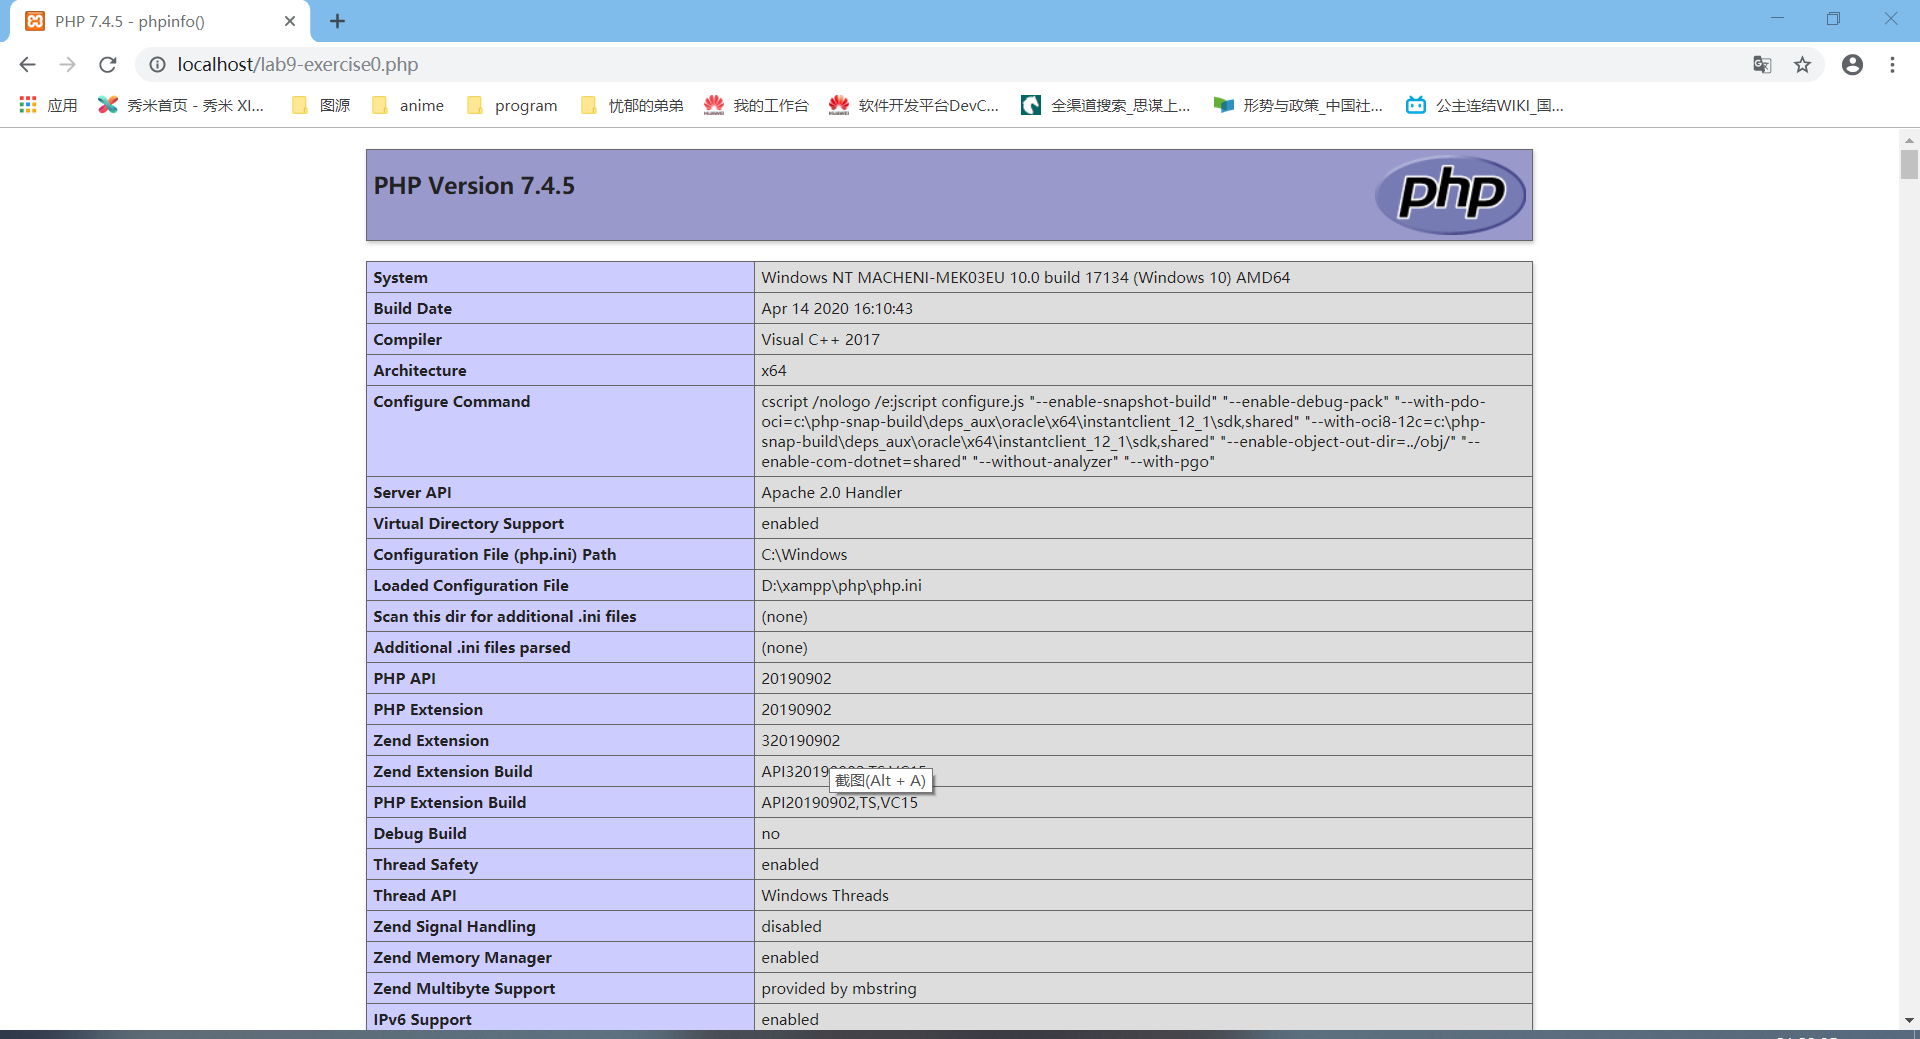 PHP 7.4.5 - phpinfo()
localhost/lab9-exercise0.php
应用 秀米首页 - 秀米 XI... 图源 anime program 忧郁的弟弟 我的工作台 软件开发平台DevC... 全渠道搜索_思谋上... 形势与政策_中国社... 公主连结WIKI_国...
PHP Version 7.4.5 php
System Windows NT MACHENI-MEK03EU 10.0 build 17134 (Windows 10) AMD64
Build Date Apr 14 2020 16:10:43
Compiler Visual C++ 2017
Architecture x64
Configure Command cscript /nologo /e:jscript configure.js "--enable-snapshot-build" "--enable-debug-pack" "--with-pdo-
oci=c:\php-snap-build\deps_aux\oracle\x64\instantclient_12_1\sdk,shared" "--with-oci8-12c=c:\php-
snap-build\deps_aux\oracle\x64\instantclient_12_1\sdk,shared" "--enable-object-out-dir=../obj/" "--
enable-com-dotnet=shared" "--without-analyzer" "--with-pgo"
Server API Apache 2.0 Handler
Virtual Directory Support enabled
Configuration File (php.ini) Path C:\Windows
Loaded Configuration File D:\xampp\php\php.ini
Scan this dir for additional .ini files (none)
Additional .ini files parsed (none)
PHP API 20190902
PHP Extension 20190902
Zend Extension 320190902
Zend Extension Build
截图(Alt + A)
PHP Extension Build API20190902,TS,VC15
Debug Build no
Thread Safety enabled
Thread API Windows Threads
Zend Signal Handling disabled
Zend Memory Manager enabled
Zend Multibyte Support provided by mbstring
IPv6 Support enabled